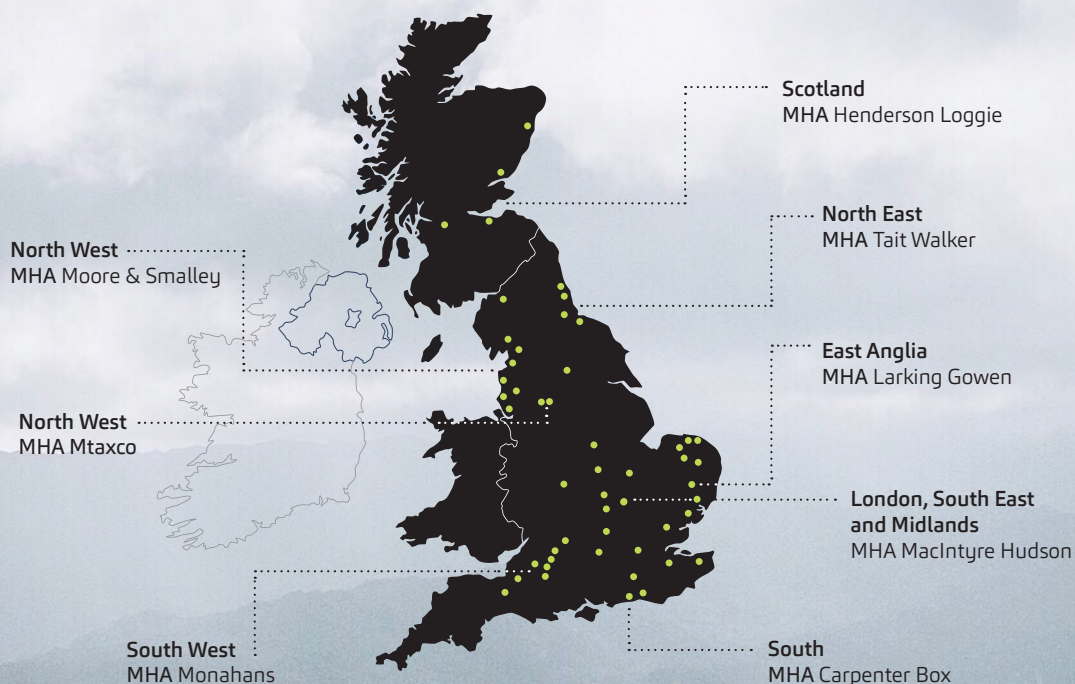 Scotland
MHA Henderson Loggie
North East
MHA Tait Walker
North West
MHA Moore & Smalley
East Anglia
MHA Larking Gowen
North West
MHA Mtaxco
London, South East
and Midlands
MHA MacIntyre Hudson
South West
MHA Monahans
South
MHA Carpenter Box